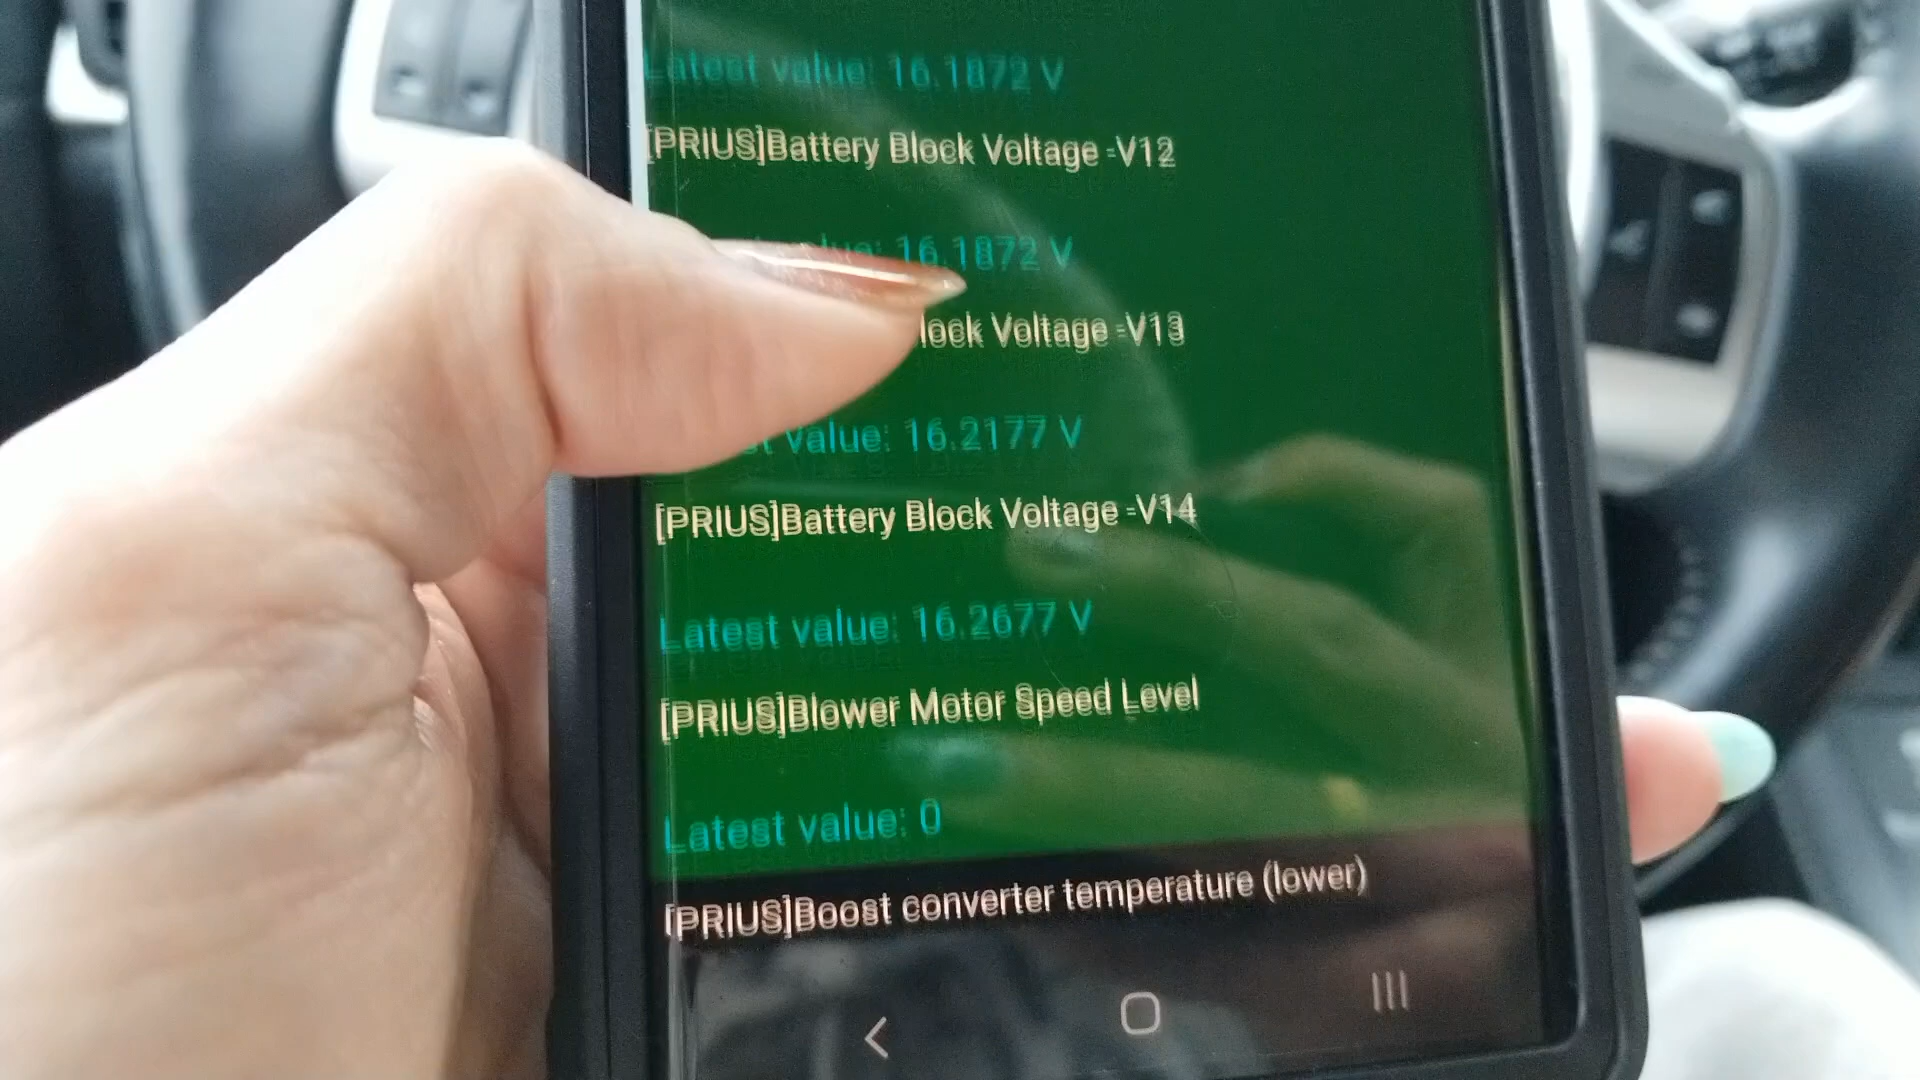 Latest value: 16.1872 V
[PRIUS]Battery Block Voltage -V12
value: 16.1872 V
Block Voltage -V13
value: 16.2177 V
[PRIUS]Battery Block Voltage -V14
Latest value: 16.2677 V
[PRIUS]Blower Motor Speed Level
Latest value: 0
[PRIUS]Boost converter temperature (lower)